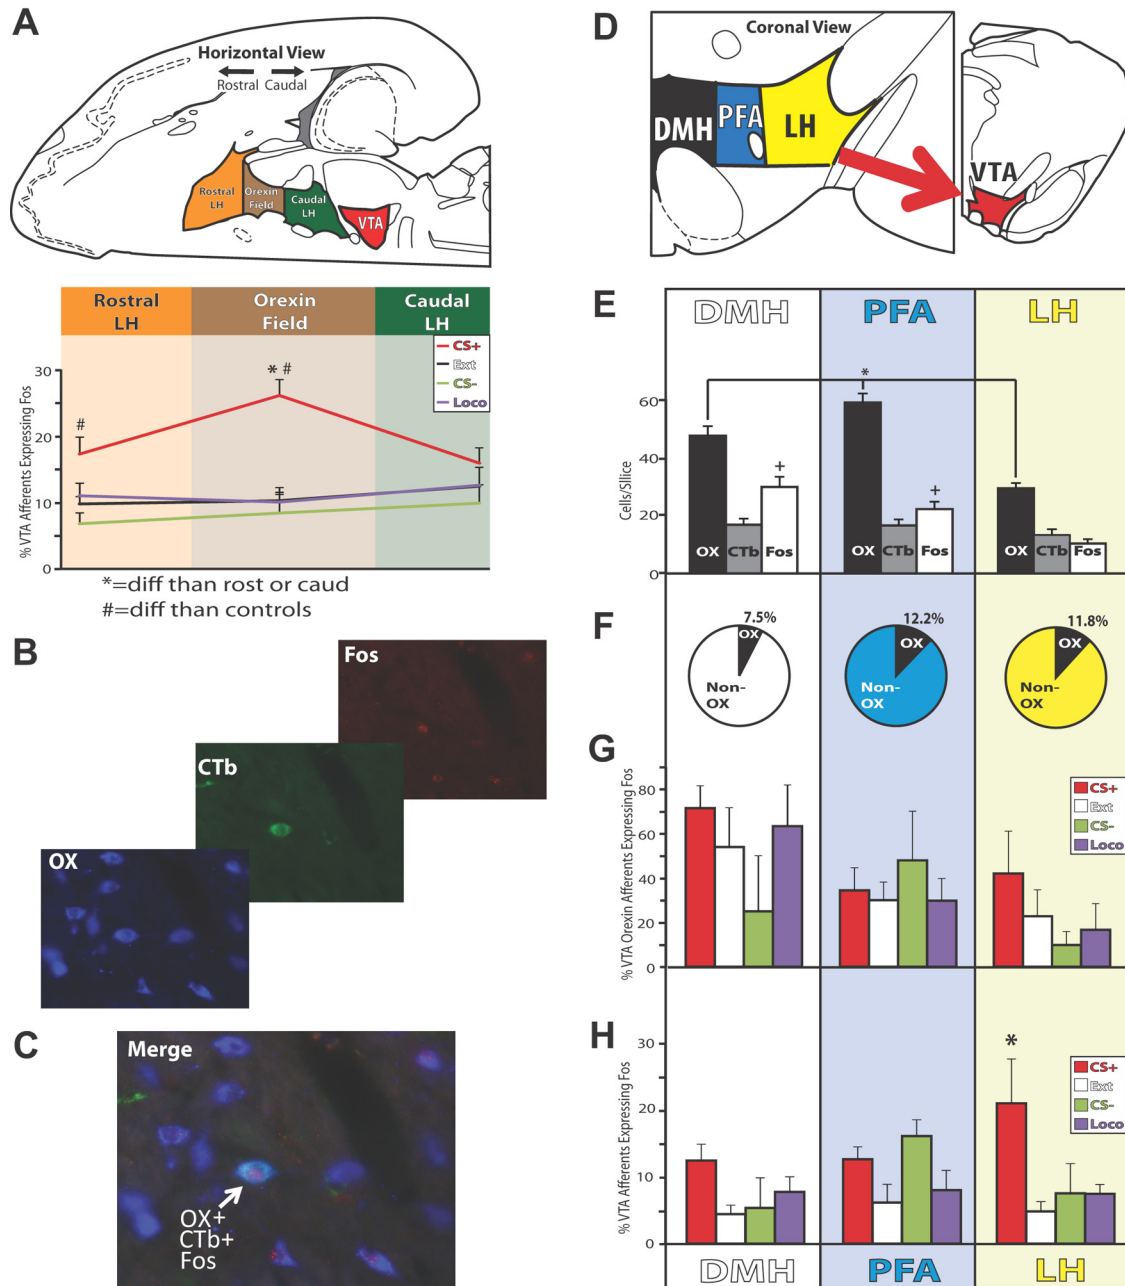 A
Horizontal View
Rostral Caudal
Rostral
LH
Orexin
Field
Caudal
LH
VTA
Rostral
LH
Orexin
Field
Caudal
LH
CS+
Ext
CS-
Loco
% VTA Afferents Expressing Fos
30
20
10
0
* #
#
*=diff than rost or caud
#=diff than controls
B
Fos
CTb
OX
C
Merge
OX+
CTb+
Fos
D
Coronal View
DMH
PFA
LH
VTA
E
DMH
PFA
LH
Cells/Sllice
60
40
20
0
*
+
+
OX
CTb
Fos
OX
CTb
Fos
OX
CTb
Fos
F
7.5%
OX
Non-
OX
12.2%
OX
Non-
OX
11.8%
OX
Non-
OX
G
% VTA Orexin Afferents Expressing Fos
80
60
40
20
0
CS+
Ext
CS-
Loco
H
% VTA Afferents Expressing Fos
30
20
10
0
*
CS+
Ext
CS-
Loco
DMH
PFA
LH